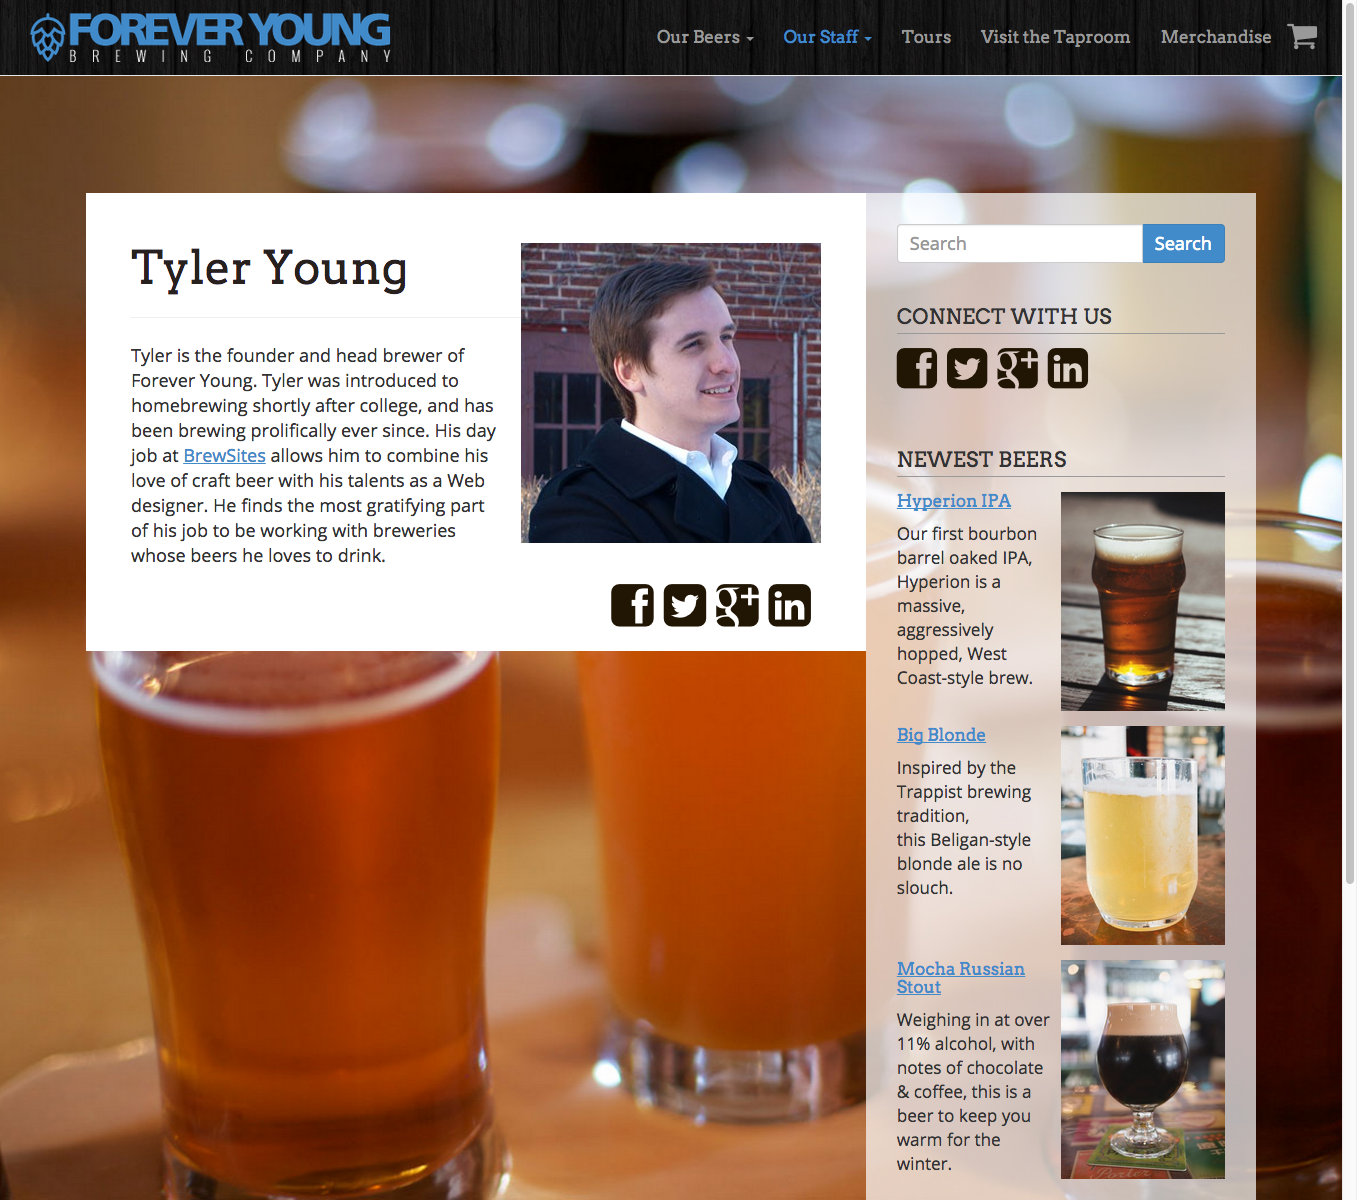 FOREVER YOUNG
BREWING COMPANY
Our Beers
Our Staff
Tours
Visit the Taproom
Merchandise
Tyler Young
Tyler is the founder and head brewer of
Forever Young. Tyler was introduced to
homebrewing shortly after college, and has
been brewing prolifically ever since. His day
job at BrewSites allows him to combine his
love of craft beer with his talents as a Web
designer. He finds the most gratifying part
of his job to be working with breweries
whose beers he loves to drink.
Search
Search
CONNECT WITH US
NEWEST BEERS
Hyperion IPA
Our first bourbon
barrel oaked IPA,
Hyperion is a
massive,
aggressively
hopped, West
Coast-style brew.
Big Blonde
Inspired by the
Trappist brewing
tradition,
this Beligan-style
blonde ale is no
slouch.
Mocha Russian
Stout
Weighing in at over
11% alcohol, with
notes of chocolate
& coffee, this is a
beer to keep you
warm for the
winter.